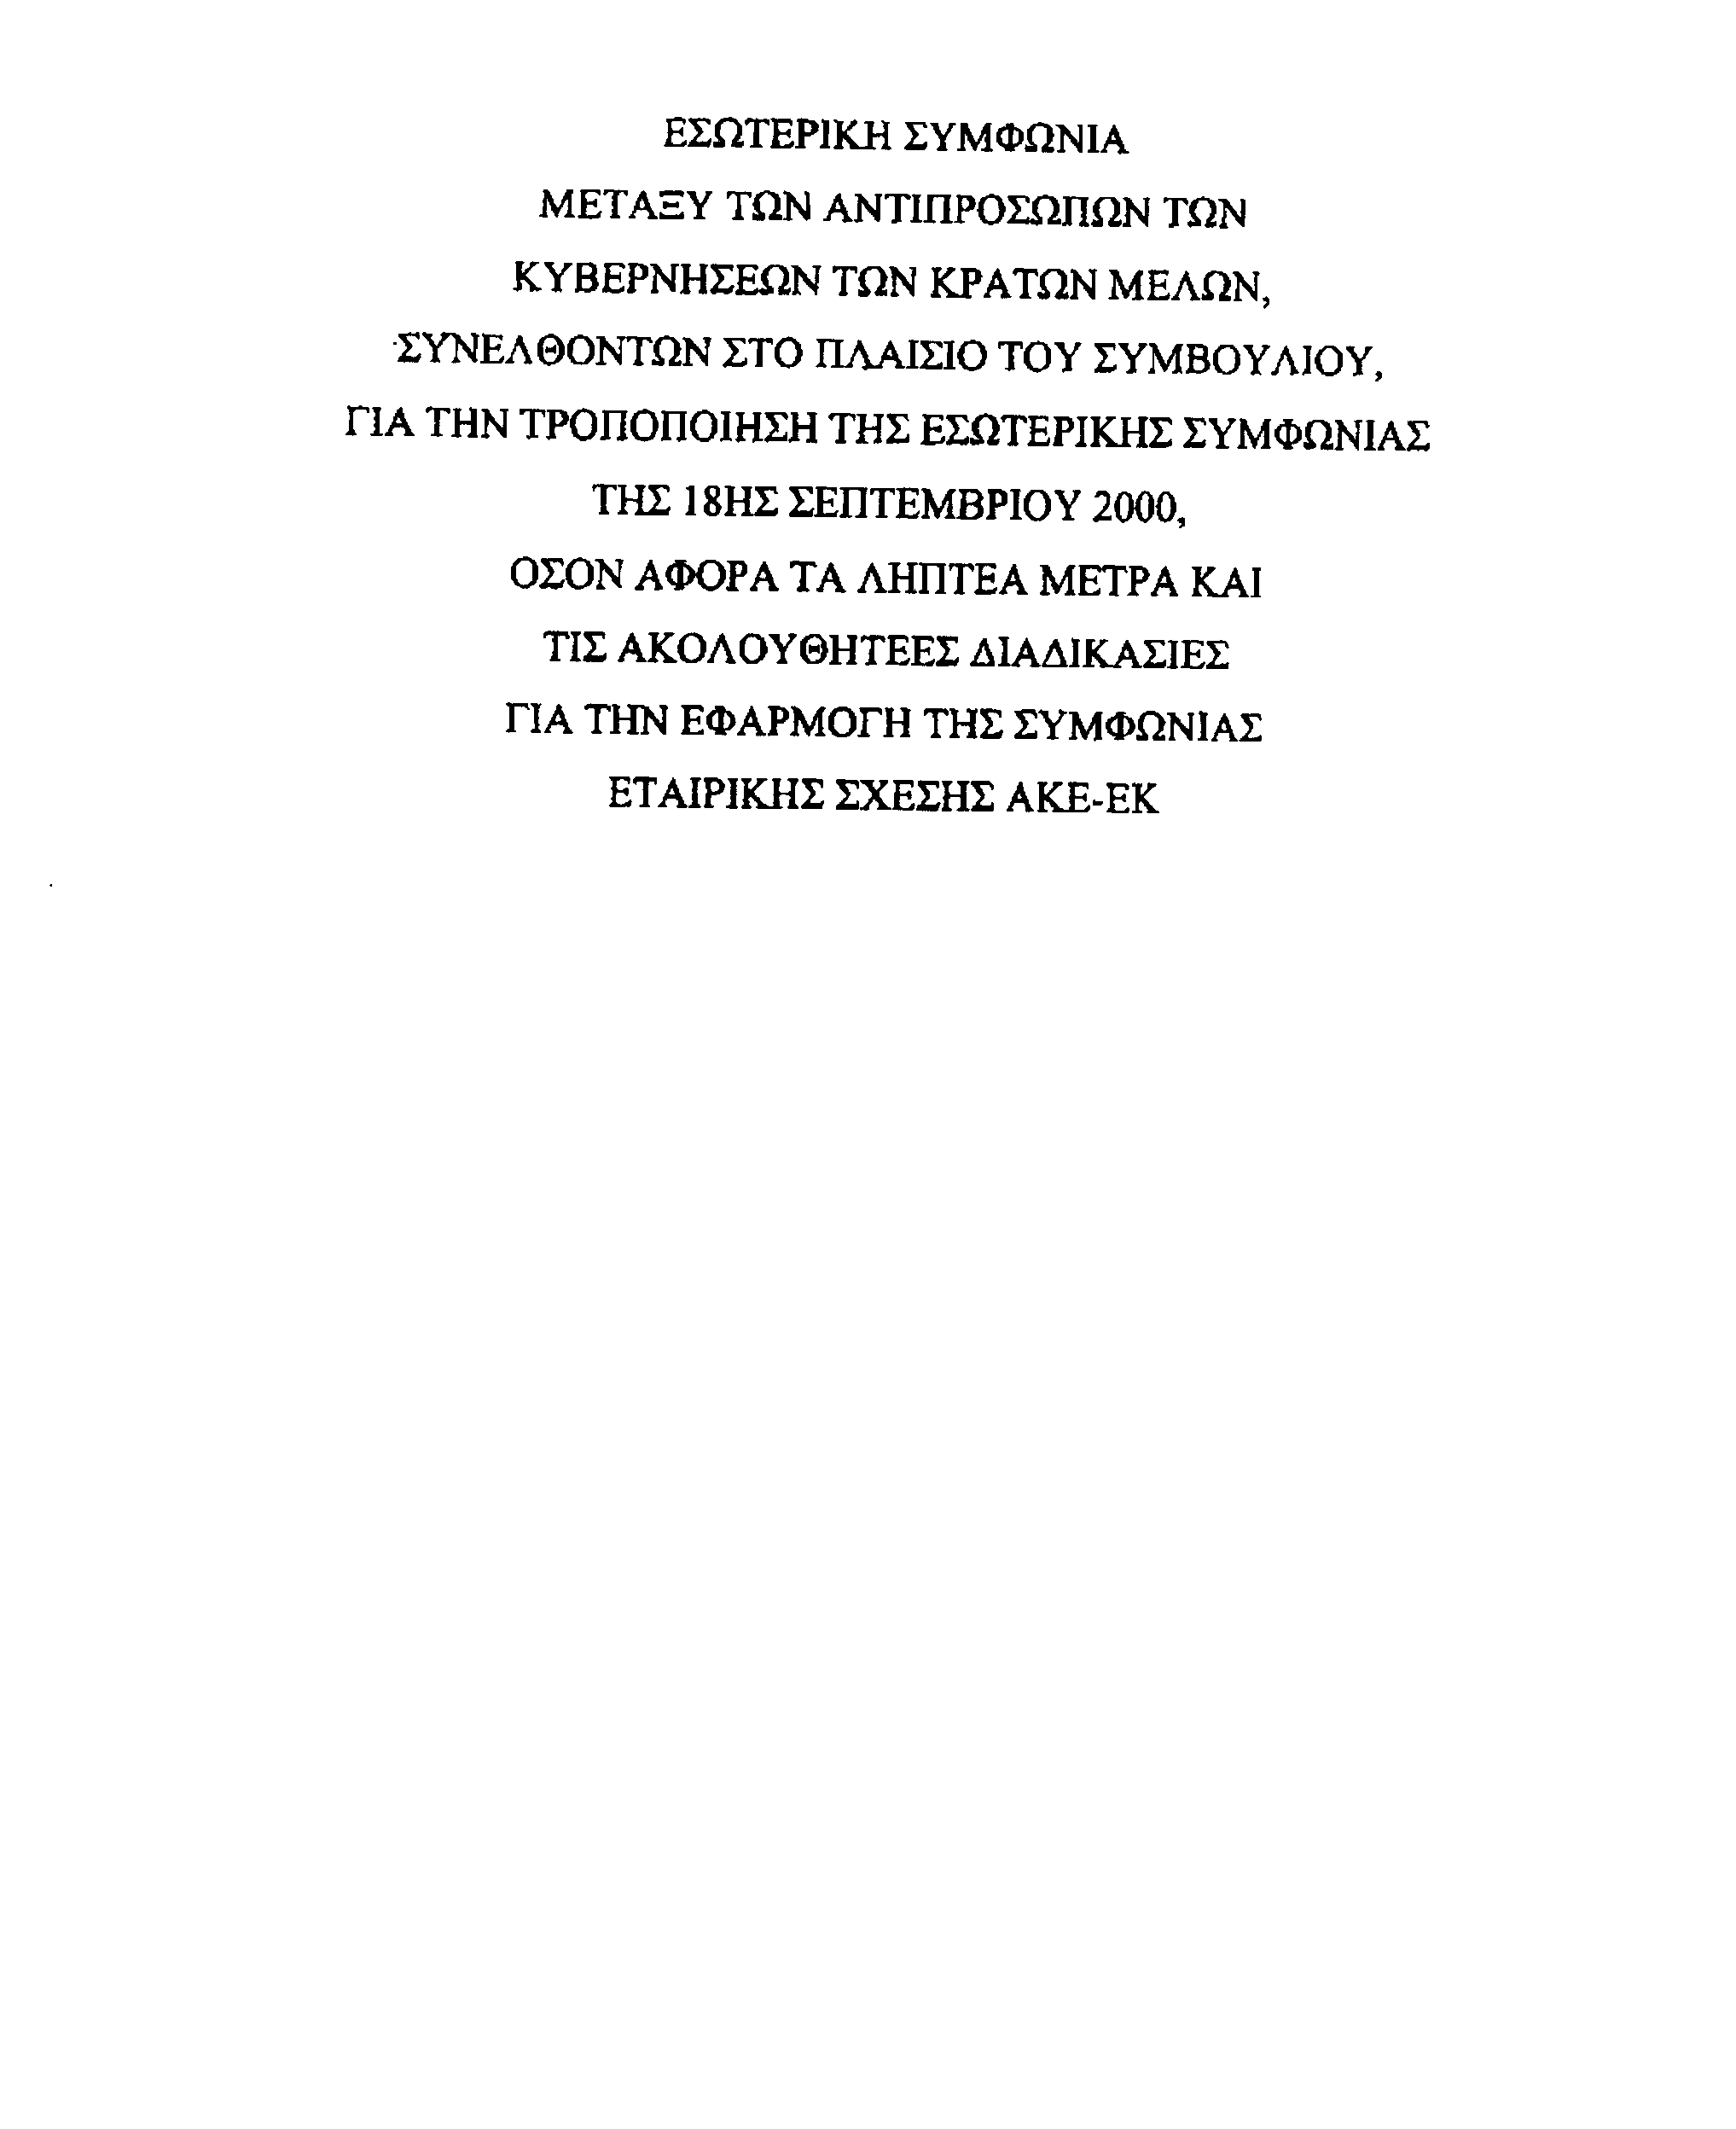 ΕΣΩΤΕΡΙΚΗ ΣΥΜΦΩΝΙΑ
ΜΕΤΑΞΥ ΤΩΝ ΑΝΤΙΠΡΟΣΩΠΩΝ ΤΩΝ
ΚΥΒΕΡΝΗΣΕΩΝ ΤΩΝ ΚΡΑΤΩΝ ΜΕΛΩΝ,
ΣΥΝΕΛΘΟΝΤΩΝ ΣΤΟ ΠΛΑΙΣΙΟ ΤΟΥ ΣΥΜΒΟΥΛΙΟΥ,
ΓΙΑ ΤΗΝ ΤΡΟΠΟΠΟΙΗΣΗ ΤΗΣ ΕΣΩΤΕΡΙΚΗΣ ΣΥΜΦΩΝΙΑΣ
ΤΗΣ 18ΗΣ ΣΕΠΤΕΜΒΡΙΟΥ 2000,
ΟΣΟΝ ΑΦΟΡΑ ΤΑ ΛΗΠΤΕΑ ΜΕΤΡΑ ΚΑΙ
ΤΙΣ ΑΚΟΛΟΥΘΗΤΕΕΣ ΔΙΑΔΙΚΑΣΙΕΣ
ΓΙΑ ΤΗΝ ΕΦΑΡΜΟΓΗ ΤΗΣ ΣΥΜΦΩΝΙΑΣ
ΕΤΑΙΡΙΚΗΣ ΣΧΕΣΗΣ ΑΚΕ-ΕΚ